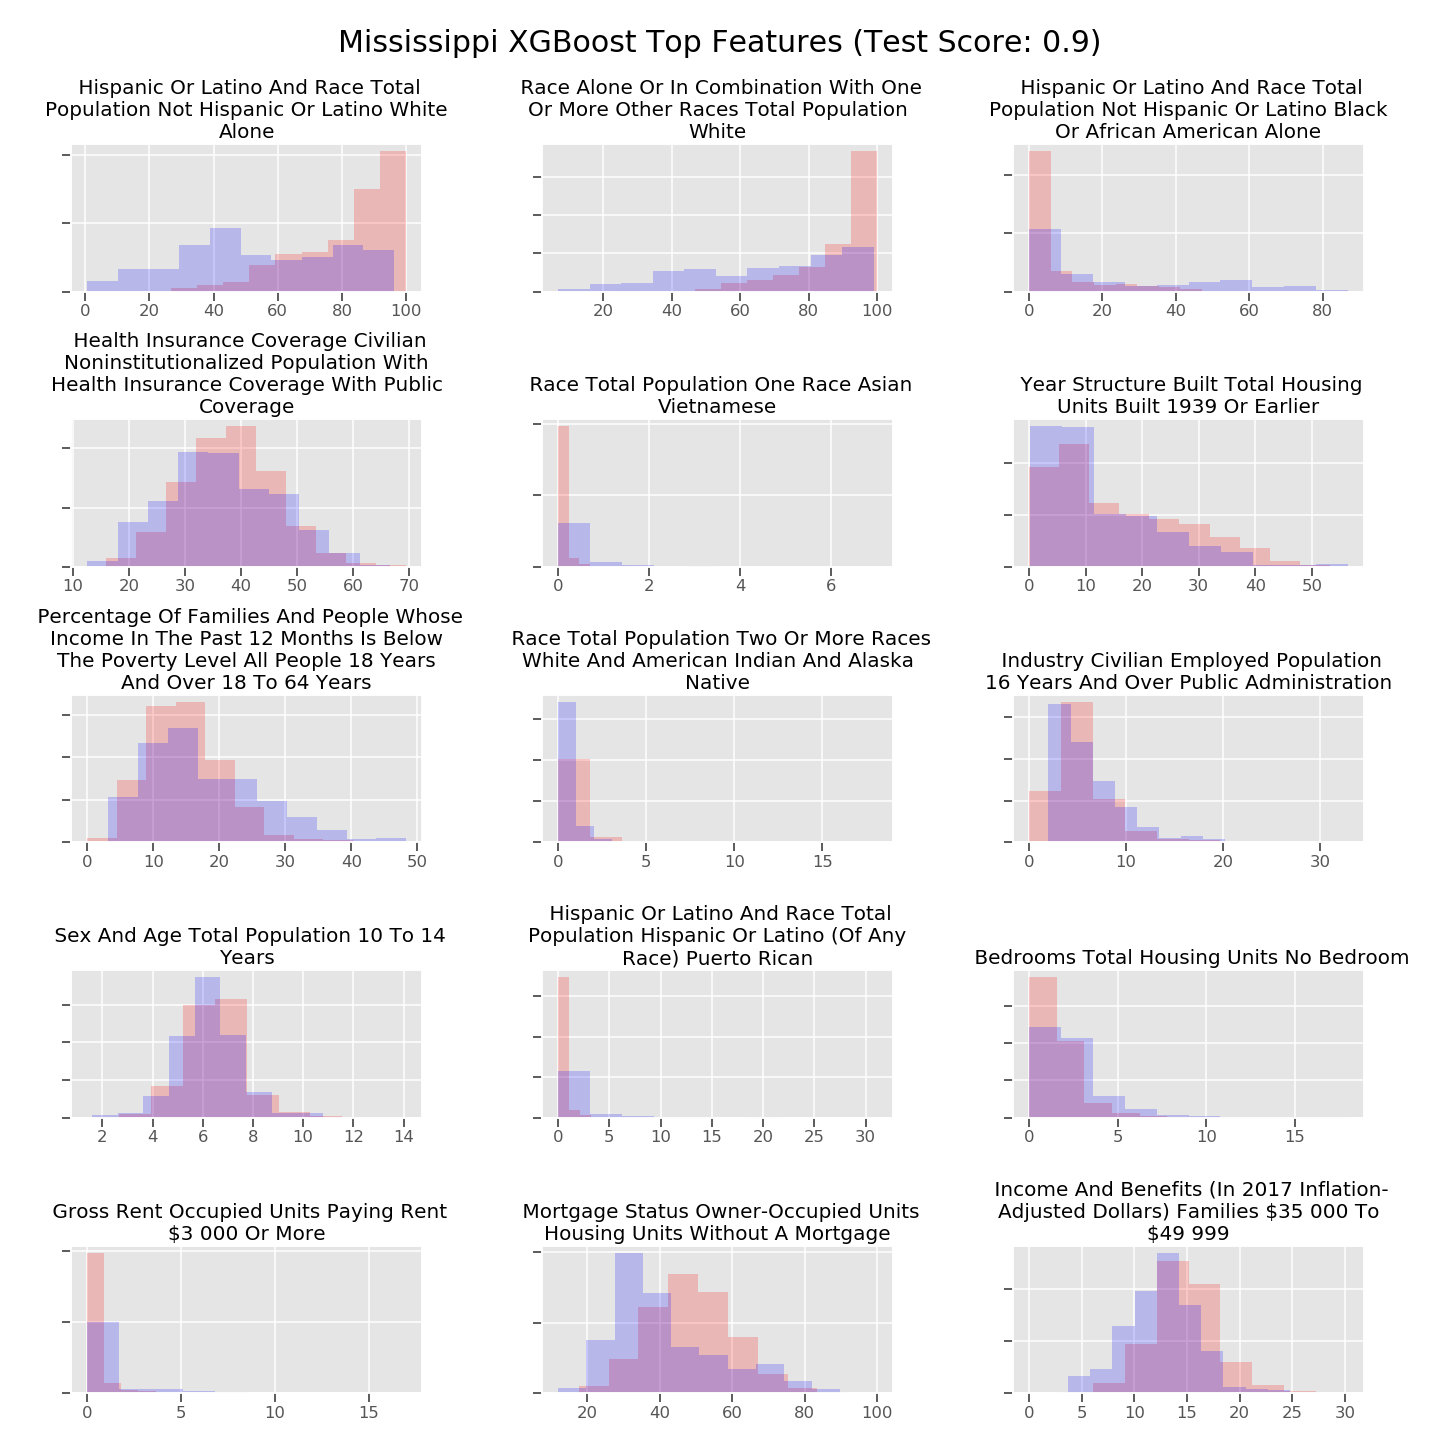 Mississippi XGBoost Top Features (Test Score: 0.9)
Hispanic Or Latino And Race Total
Population Not Hispanic Or Latino White
Alone
0 20 40 60 80 100
Race Alone Or In Combination With One
Or More Other Races Total Population
White
20 40 60 80 100
Hispanic Or Latino And Race Total
Population Not Hispanic Or Latino Black
Or African American Alone
0 20 40 60 80
Health Insurance Coverage Civilian
Noninstitutionalized Population With
Health Insurance Coverage With Public
Coverage
10 20 30 40 50 60 70
Race Total Population One Race Asian
Vietnamese
0 2 4 6
Year Structure Built Total Housing
Units Built 1939 Or Earlier
0 10 20 30 40 50
Percentage Of Families And People Whose
Income In The Past 12 Months Is Below
The Poverty Level All People 18 Years
And Over 18 To 64 Years
0 10 20 30 40 50
Race Total Population Two Or More Races
White And American Indian And Alaska
Native
0 5 10 15
Industry Civilian Employed Population
16 Years And Over Public Administration
0 10 20 30
Sex And Age Total Population 10 To 14
Years
2 4 6 8 10 12 14
Hispanic Or Latino And Race Total
Population Hispanic Or Latino (Of Any
Race) Puerto Rican
0 5 10 15 20 25 30
Bedrooms Total Housing Units No Bedroom
0 5 10 15
Gross Rent Occupied Units Paying Rent
$3 000 Or More
0 5 10 15
Mortgage Status Owner-Occupied Units
Housing Units Without A Mortgage
20 40 60 80 100
Income And Benefits (In 2017 Inflation-
Adjusted Dollars) Families $35 000 To
$49 999
0 5 10 15 20 25 30